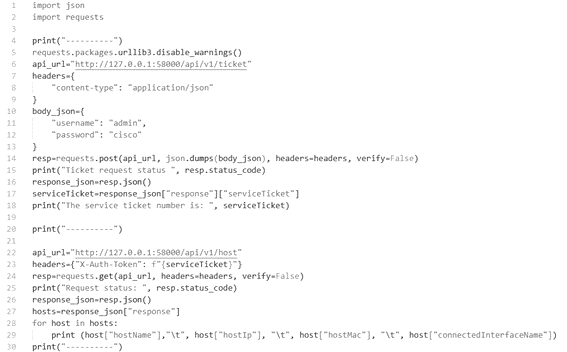 1 import json
2 import requests
3
4 print("----------")
5 requests.packages.urllib3.disable_warnings()
6 api_url="http://127.0.0.1:58000/api/v1/ticket"
7 headers={
8     "content-type": "application/json"
9 }
10 body_json={
11     "username": "admin",
12     "password": "cisco"
13 }
14 resp=requests.post(api_url, json.dumps(body_json), headers=headers, verify=False)
15 print("Ticket request status ", resp.status_code)
16 response_json=resp.json()
17 serviceTicket=response_json["response"]["serviceTicket"]
18 print("The service ticket number is: ", serviceTicket)
19
20 print("----------")
21
22 api_url="http://127.0.0.1:58000/api/v1/host"
23 headers={"X-Auth-Token": f"{serviceTicket}"}
24 resp=requests.get(api_url, headers=headers, verify=False)
25 print("Request status: ", resp.status_code)
26 response_json=resp.json()
27 hosts=response_json["response"]
28 for host in hosts:
29     print (host["hostName"],"\t", host["hostIp"], "\t", host["hostMac"], "\t", host["connectedInterfaceName"])
30 print("----------")